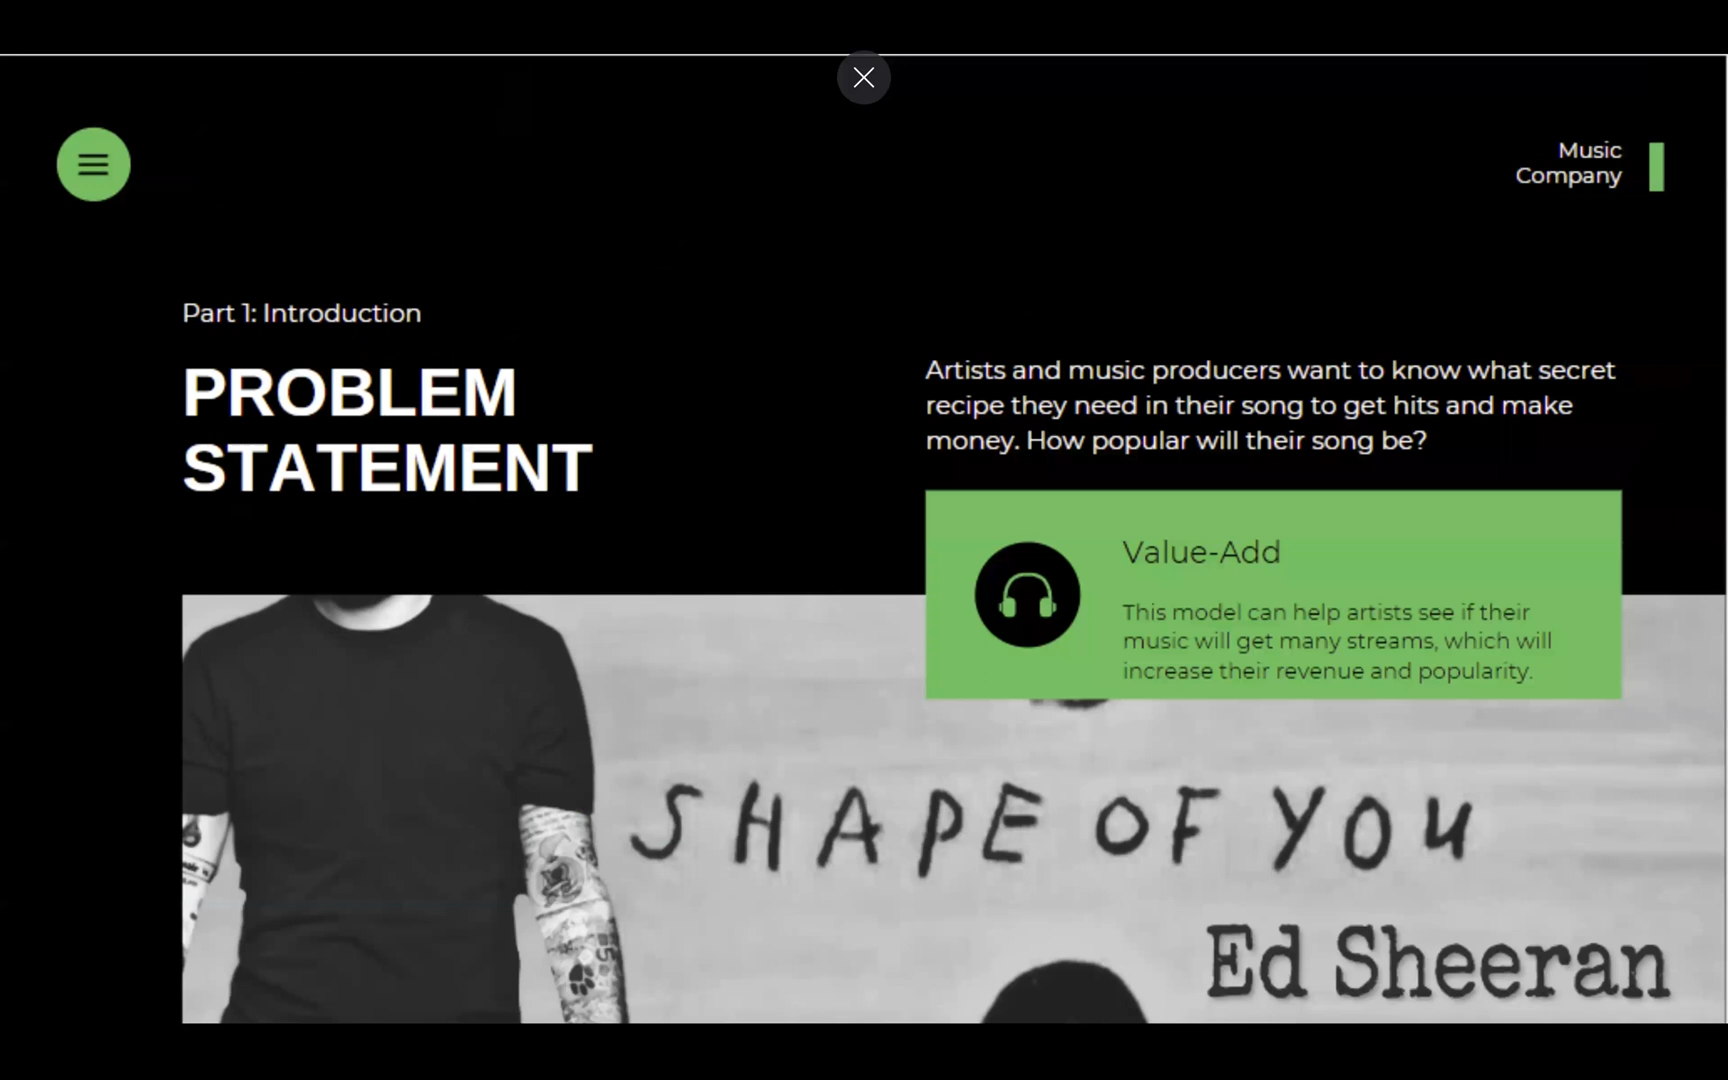 Music
Company
Part 1: Introduction
PROBLEM
STATEMENT
Artists and music producers want to know what secret
recipe they need in their song to get hits and make
money. How popular will their song be?
Value-Add
This model can help artists see if their
music will get many streams, which will
increase their revenue and popularity.
SHAPE OF YOU
Ed Sheeran